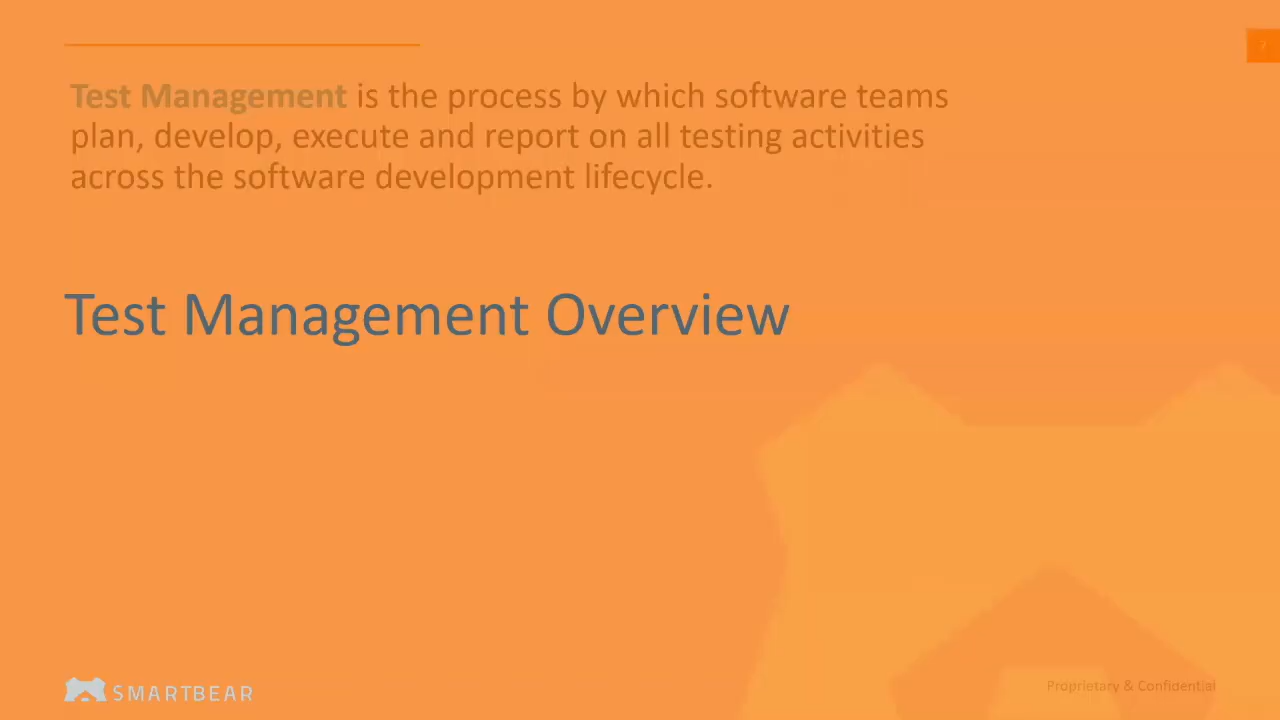 7
Test Management is the process by which software teams
plan, develop, execute and report on all testing activities
across the software development lifecycle.
Test Management Overview
SMARTBEAR
Proprietary & Confidential